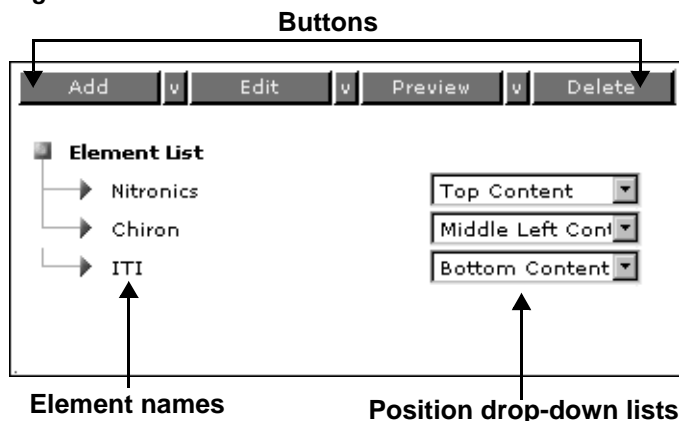 Buttons
Add v Edit v Preview v Delete
Element List
Nitronics Top Content
Chiron Middle Left Cont
ITI Bottom Content
Element names Position drop-down lists